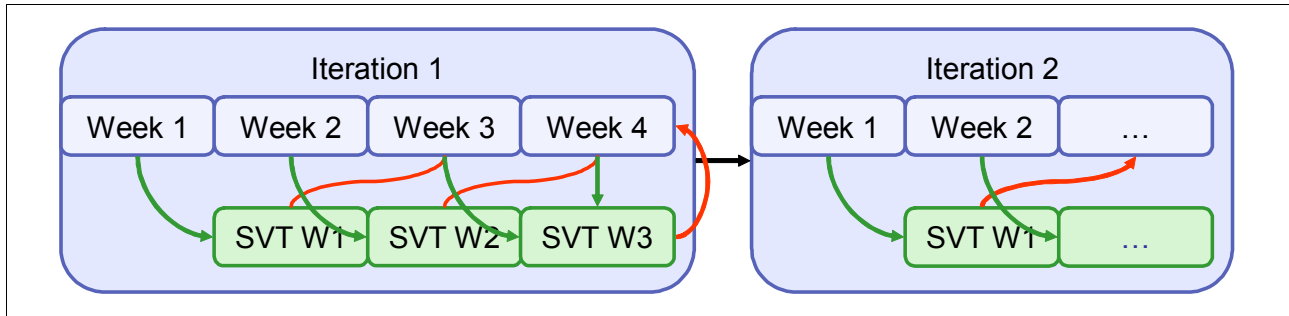 Iteration 1
Week 1 Week 2 Week 3 Week 4
SVT W1 SVT W2 SVT W3
Iteration 2
Week 1 Week 2 ...
SVT W1 ...